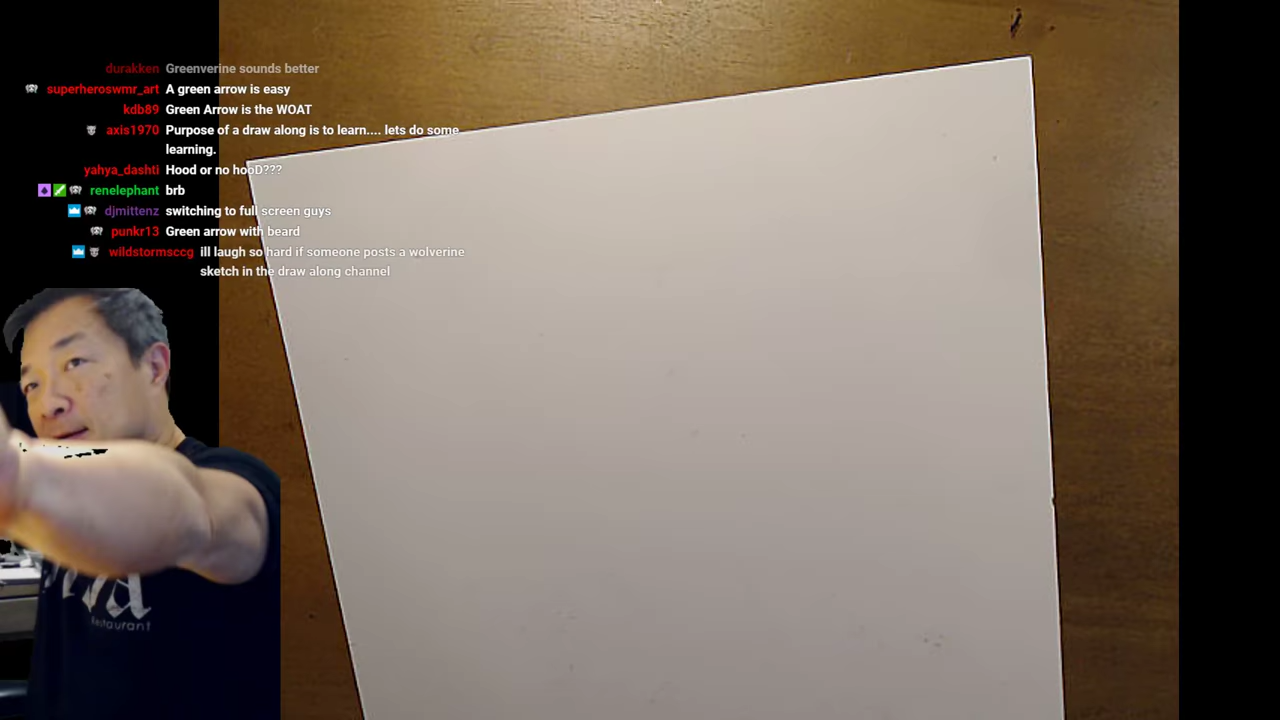 durakken Greenverine sounds better
superheroswmr_art A green arrow is easy
kdb89 Green Arrow is the WOAT
axis1970 Purpose of a draw along is to learn.... lets do some
learning.
yahya_dashti Hood or no hooD???
renelephant brb
djmittenz switching to full screen guys
punkr13 Green arrow with beard
wildstormsccg ill laugh so hard if someone posts a wolverine
sketch in the draw along channel
Restaurant